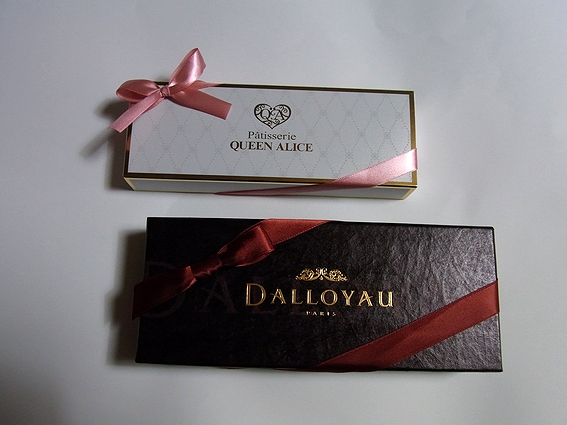 Q&A
Pâtisserie
QUEEN ALICE
DALLOYAU
PARIS